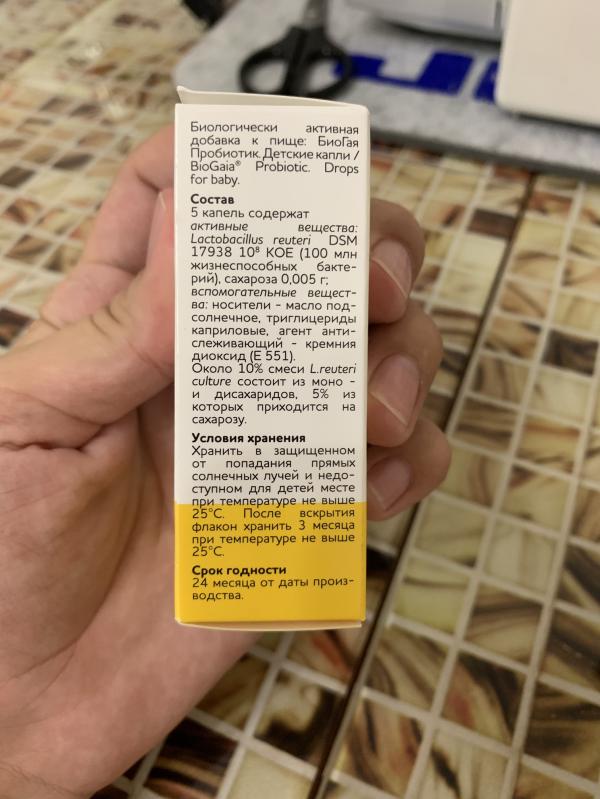 Биологически активная
добавка к пище: БиоГая
Пробиотик. Детские капли /
BioGaia® Probiotic. Drops
for baby.
Состав
5 капель содержат
активные вещества:
Lactobacillus reuteri DSM
17938 10⁸ КОЕ (100 млн
жизнеспособных бакте-
рий), сахароза 0,005 г;
вспомогательные вещест-
ва: носители - масло под-
солнечное, триглицериды
каприловые, агент анти-
слеживающий - кремния
диоксид (Е 551).
Около 10% смеси L.reuteri
culture состоит из моно -
и дисахаридов, 5% из
которых приходится на
сахарозу.
Условия хранения
Хранить в защищенном
от попадания прямых
солнечных лучей и недо-
ступном для детей месте
при температуре не выше
25°C. После вскрытия
флакон хранить 3 месяца
при температуре не выше
25°C.
Срок годности
24 месяца от даты произ-
водства.